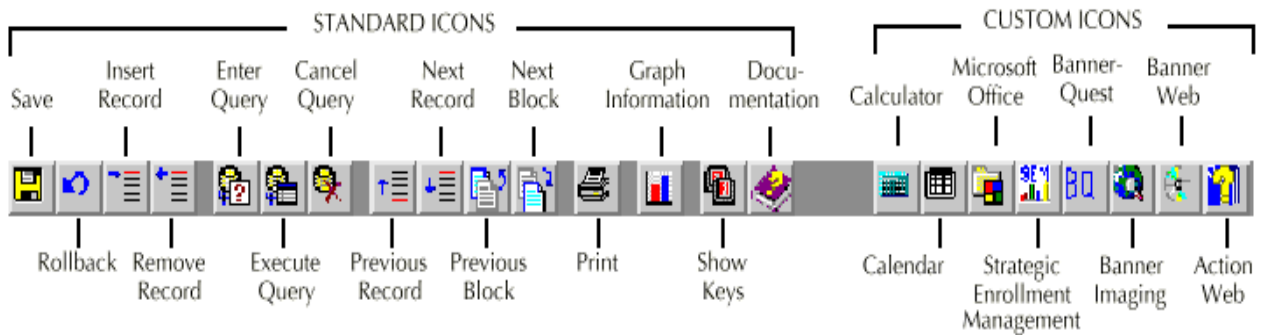 STANDARD ICONS
CUSTOM ICONS
Save
Insert
Record
Enter
Query
Cancel
Query
Next
Record
Next
Block
Graph
Information
Docu-
mentation
Calculator
Microsoft
Office
Banner-
Quest
Banner
Web
?
SEM
BQ
Rollback
Remove
Record
Execute
Query
Previous
Record
Previous
Block
Print
Show
Keys
Calendar
Strategic
Enrollment
Management
Banner
Imaging
Action
Web